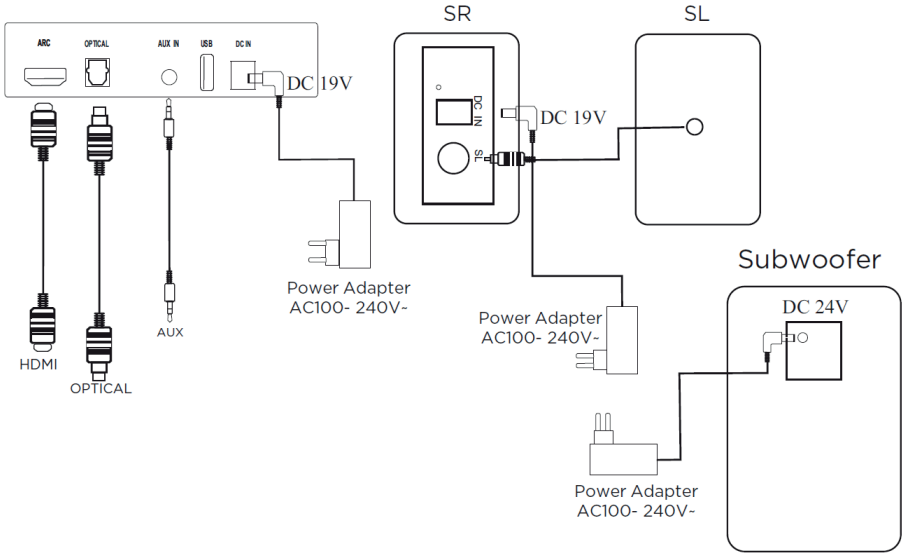 SR
SL
ARC
OPTICAL
AUX IN
USB
DC IN
DC 19V
DC IN
SL
DC 19V
Power Adapter
AC100- 240V~
HDMI
OPTICAL
AUX
Power Adapter
AC100- 240V~
Subwoofer
DC 24V
Power Adapter
AC100- 240V~